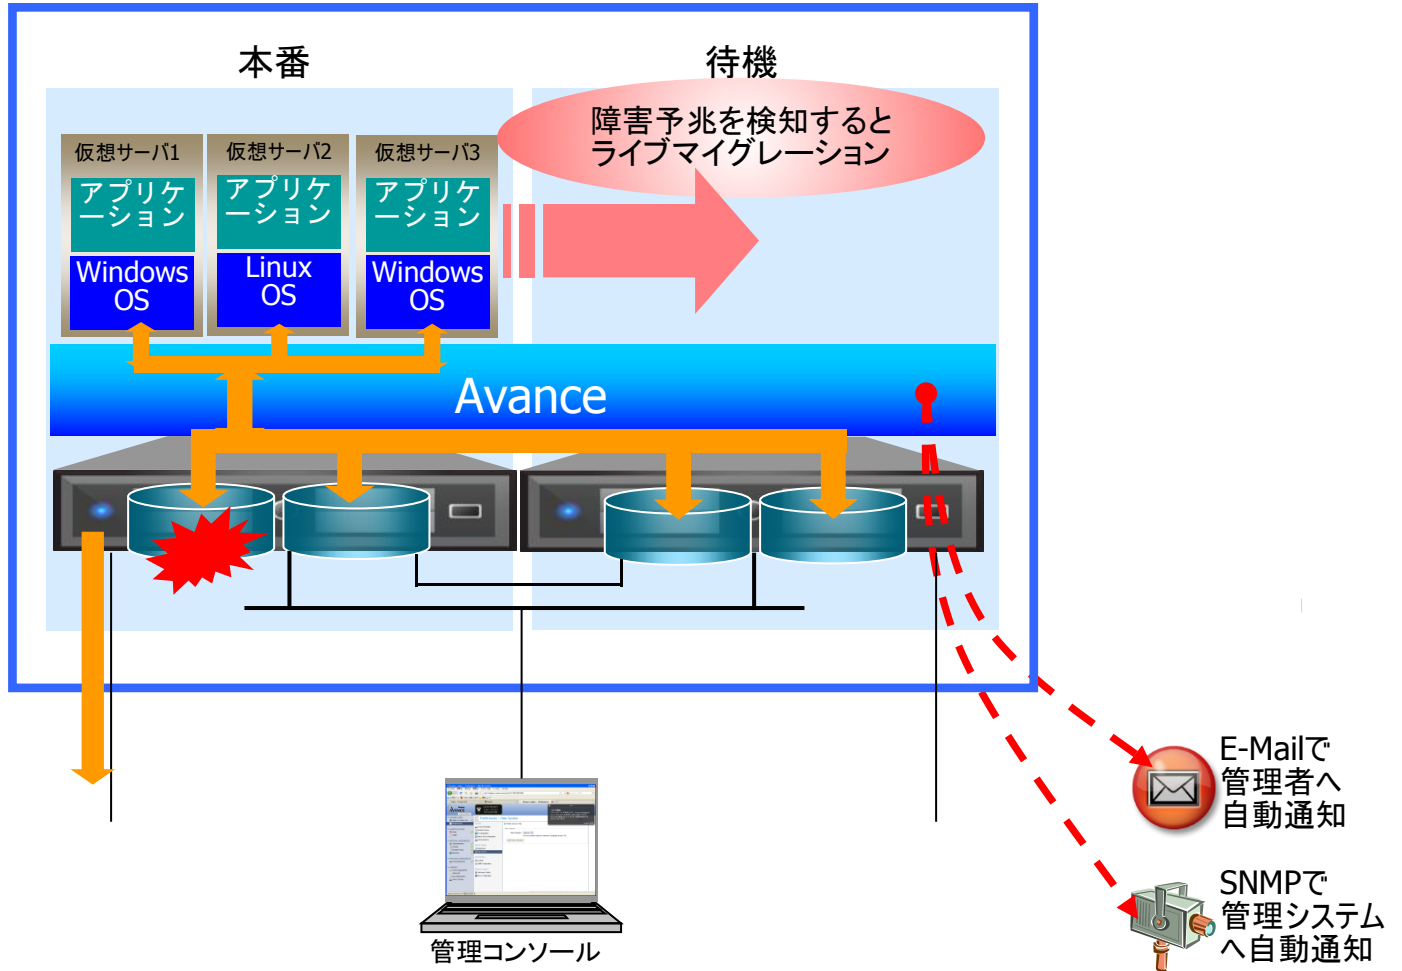 本番
待機
障害予兆を検知すると
ライブマイグレーション
仮想サーバ1
アプリケ
ーション
Windows
OS
仮想サーバ2
アプリケ
ーション
Linux
OS
仮想サーバ3
アプリケ
ーション
Windows
OS
Avance
E-Mailで
管理者へ
自動通知
SNMPで
管理システム
へ自動通知
管理コンソール